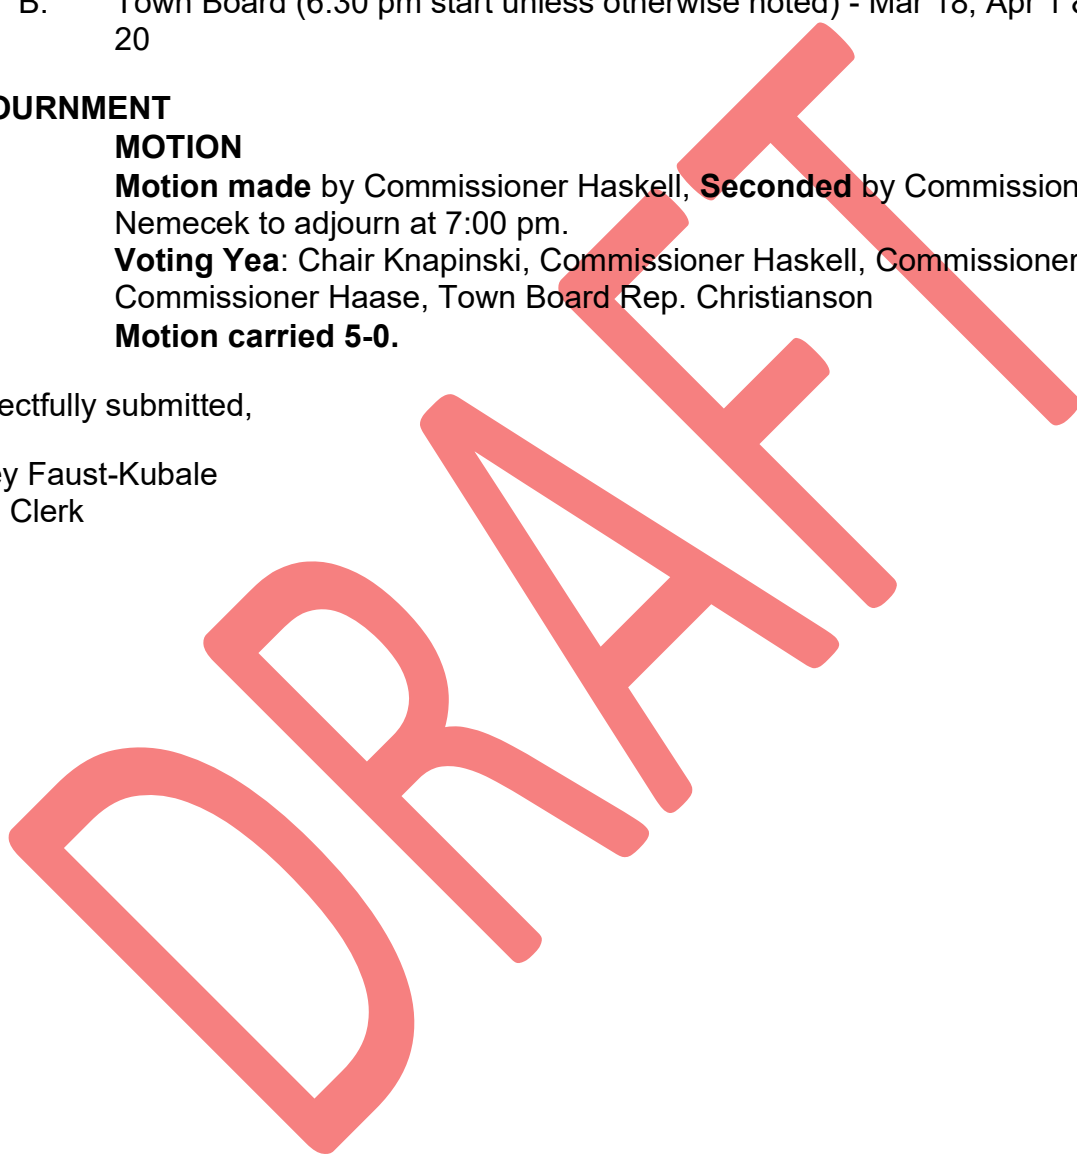 B. Town Board (6:30 pm start unless otherwise noted) - Mar 18, Apr 1 &
20
OURNMENT
MOTION
Motion made by Commissioner Haskell, Seconded by Commission
Nemecek to adjourn at 7:00 pm.
Voting Yea: Chair Knapinski, Commissioner Haskell, Commissioner
Commissioner Haase, Town Board Rep. Christianson
Motion carried 5-0.
ectfully submitted,
ey Faust-Kubale
Clerk
DRAFT